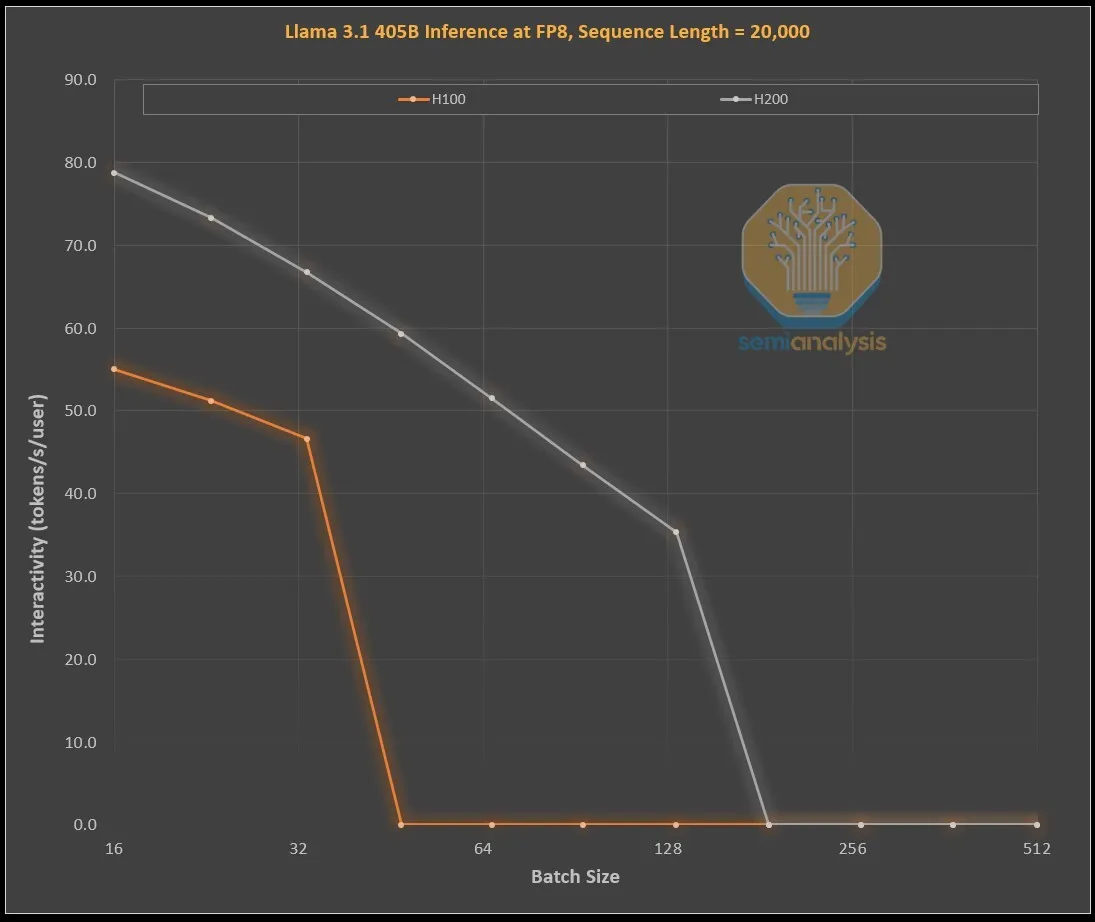 Llama 3.1 405B Inference at FP8, Sequence Length = 20,000
H100 H200
90.0
80.0
70.0
60.0
50.0
40.0
30.0
20.0
10.0
0.0
Interactivity (tokens/s/user)
semianalysis
16 32 64 128 256 512
Batch Size